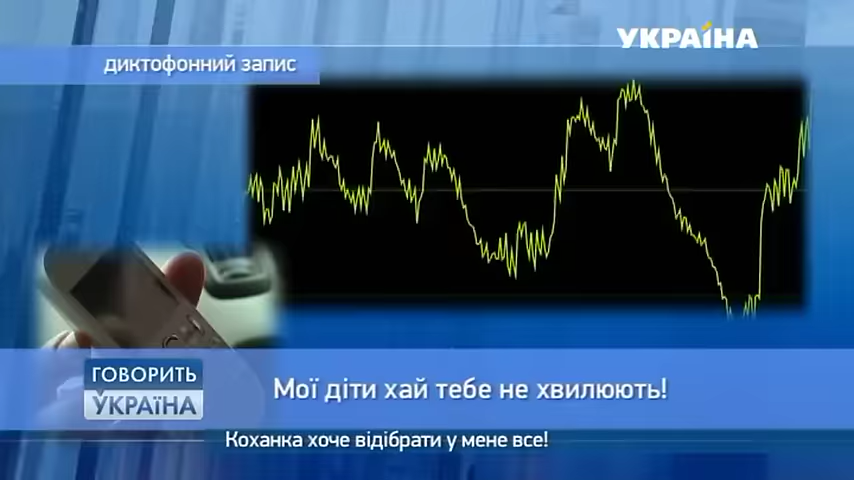 УКРАЇНА
диктофонний запис
ГОВОРИТЬ
УКРАЇНА
Мої діти хай тебе не хвилюють!
Коханка хоче відібрати у мене все!